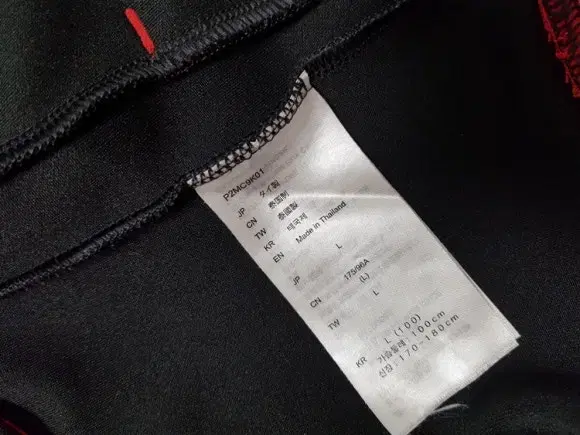 P2MC9K01
JP タイ製
CN 泰国制
TW 泰國製
KR 태국제
EN Made in Thailand
JP L
CN 175/96A
(L)
TW L
KR L (100)
가슴둘레 : 100cm
신장 : 170~180cm